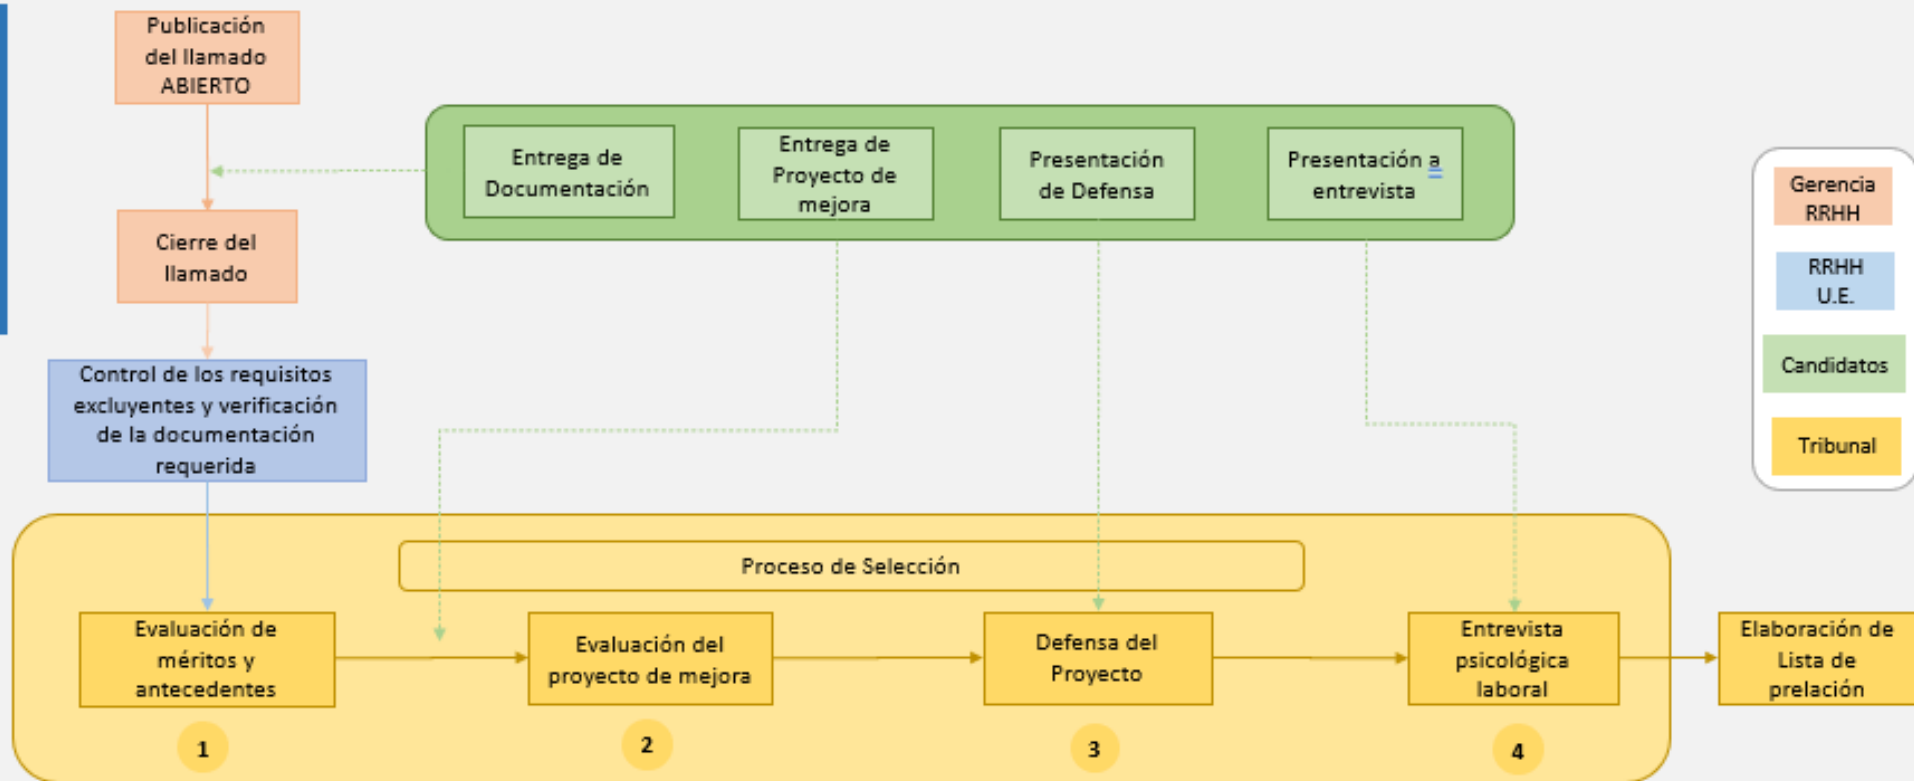 Publicación
del llamado
ABIERTO
Entrega de
Documentación
Entrega de
Proyecto de
mejora
Presentación
de Defensa
Presentación a
entrevista
Gerencia
RRHH
RRHH
U.E.
Candidatos
Tribunal
Cierre del
llamado
Control de los requisitos
excluyentes y verificación
de la documentación
requerida
Proceso de Selección
Evaluación de
méritos y
antecedentes
Evaluación del
proyecto de mejora
Defensa del
Proyecto
Entrevista
psicológica
laboral
Elaboración de
Lista de
prelación
1
2
3
4